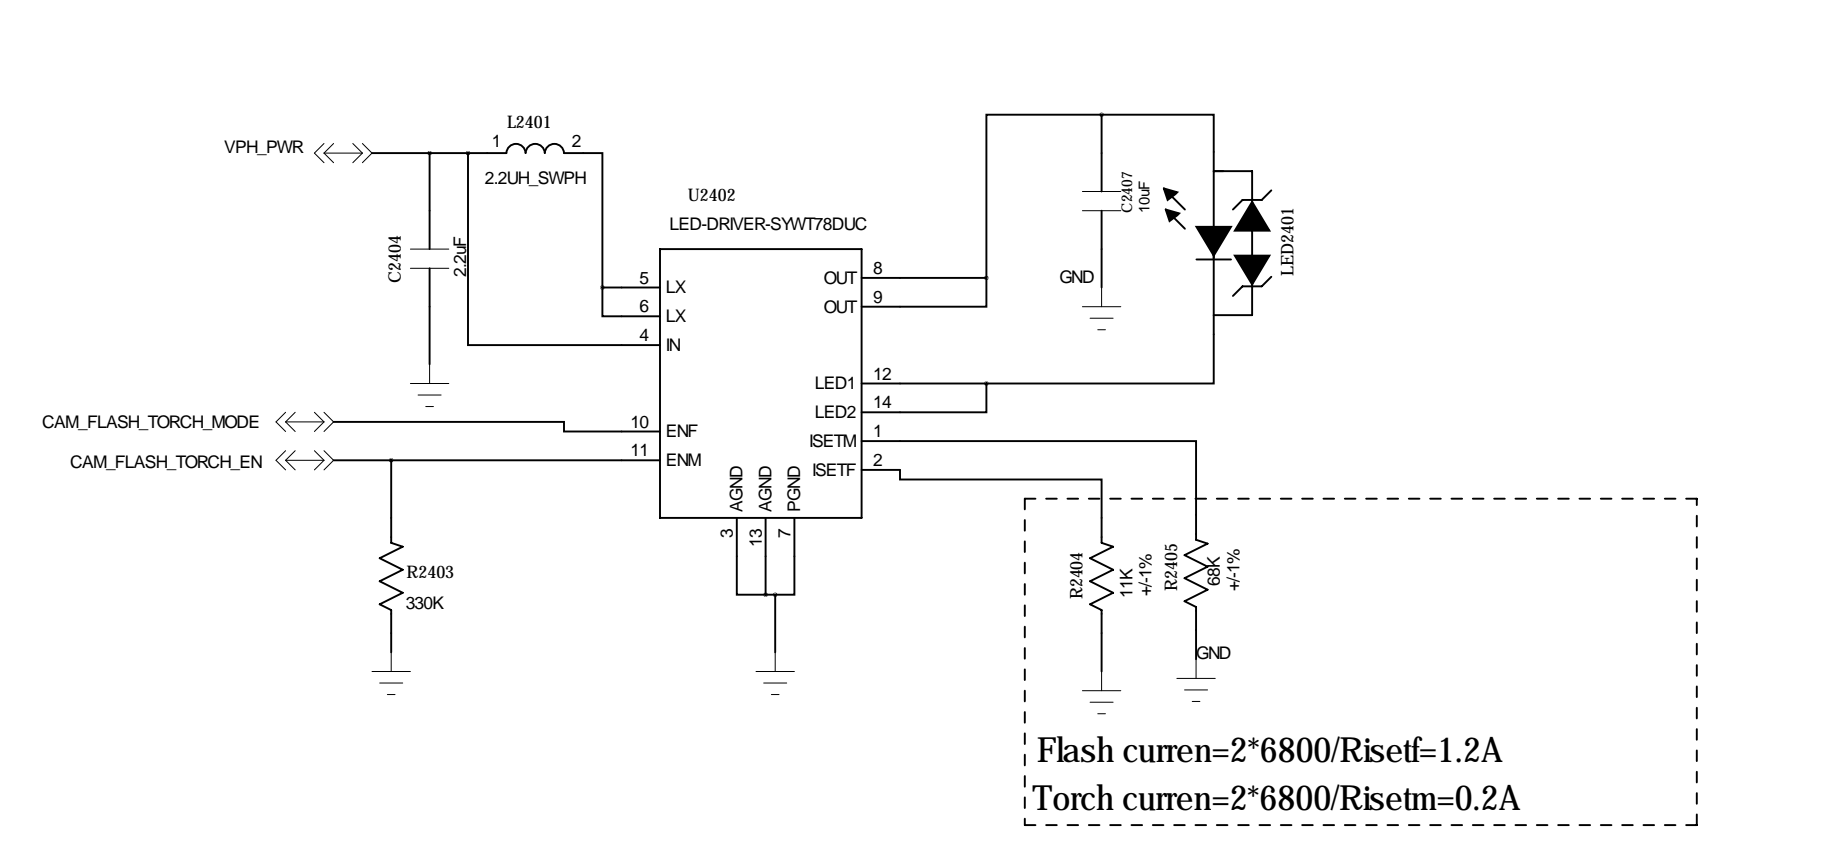 L2401
1 2
VPH_PWR
2.2UH_SWPH
C2404
2.2uF
U2402
LED-DRIVER-SYWT78DUC
5 LX
6 LX
4 IN
10 ENF
11 ENM
OUT 8
OUT 9
LED1 12
LED2 14
ISETM 1
ISETF 2
AGND 3
AGND 13
PGND 7
CAM_FLASH_TORCH_MODE
CAM_FLASH_TORCH_EN
R2403
330K
C2407
10uF
GND
LED2401
R2404
11K
+/-1%
R2405
68K
+/-1%
GND
Flash curren=2*6800/Risetf=1.2A
Torch curren=2*6800/Risetm=0.2A